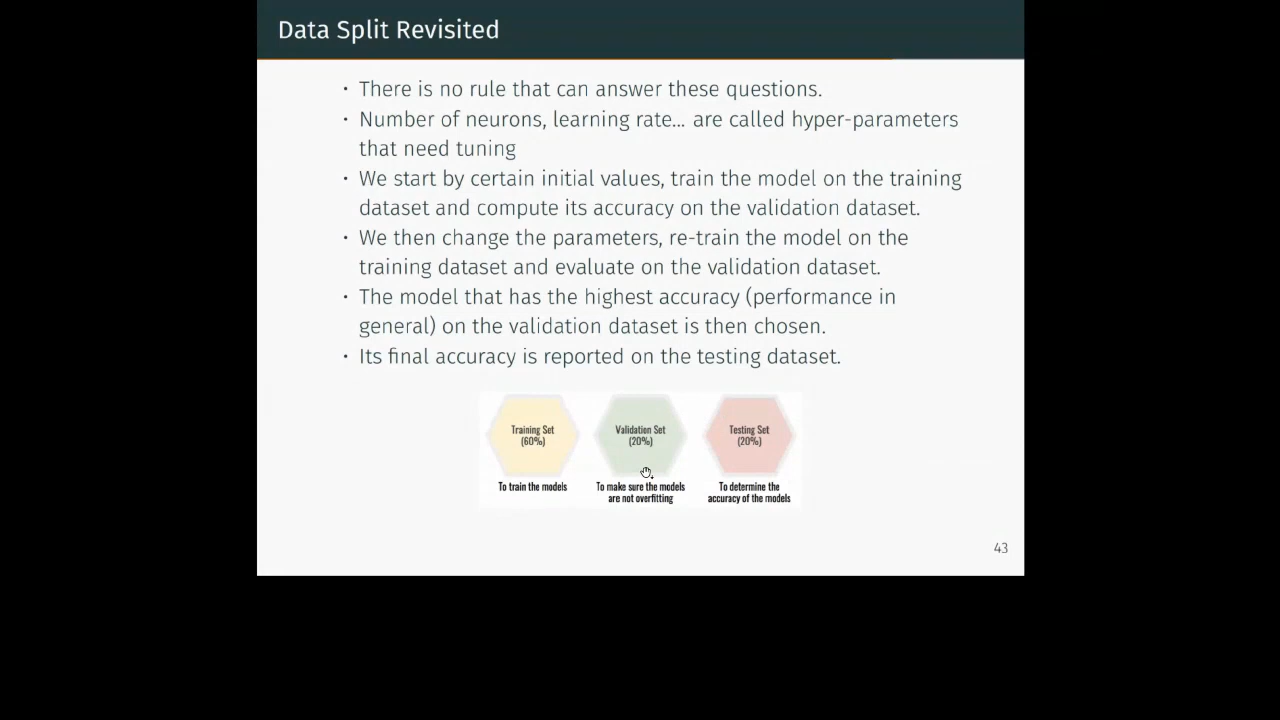 Data Split Revisited
· There is no rule that can answer these questions.
· Number of neurons, learning rate... are called hyper-parameters
that need tuning
· We start by certain initial values, train the model on the training
dataset and compute its accuracy on the validation dataset.
· We then change the parameters, re-train the model on the
training dataset and evaluate on the validation dataset.
· The model that has the highest accuracy (performance in
general) on the validation dataset is then chosen.
· Its final accuracy is reported on the testing dataset.
Training Set
(60%)
To train the models
Validation Set
(20%)
To make sure the models
are not overfitting
Testing Set
(20%)
To determine the
accuracy of the models
43